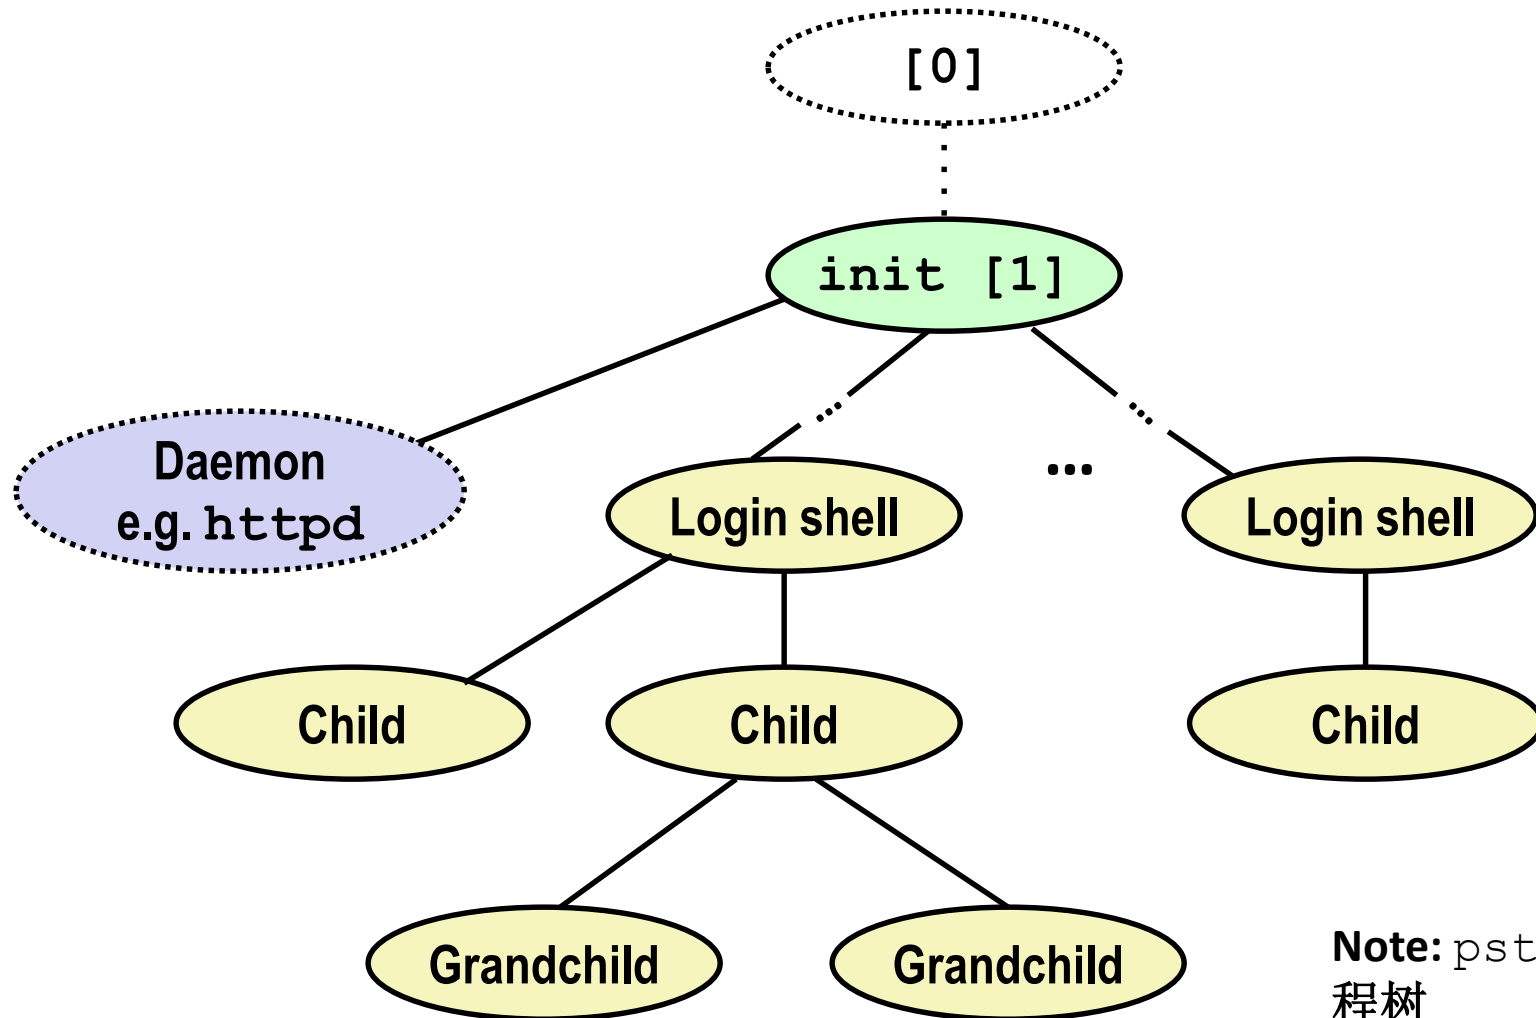 [0]
init [1]
Daemon
e.g. httpd
...
Login shell
Login shell
Child
Child
Child
Grandchild
Grandchild
Note: pst
程树